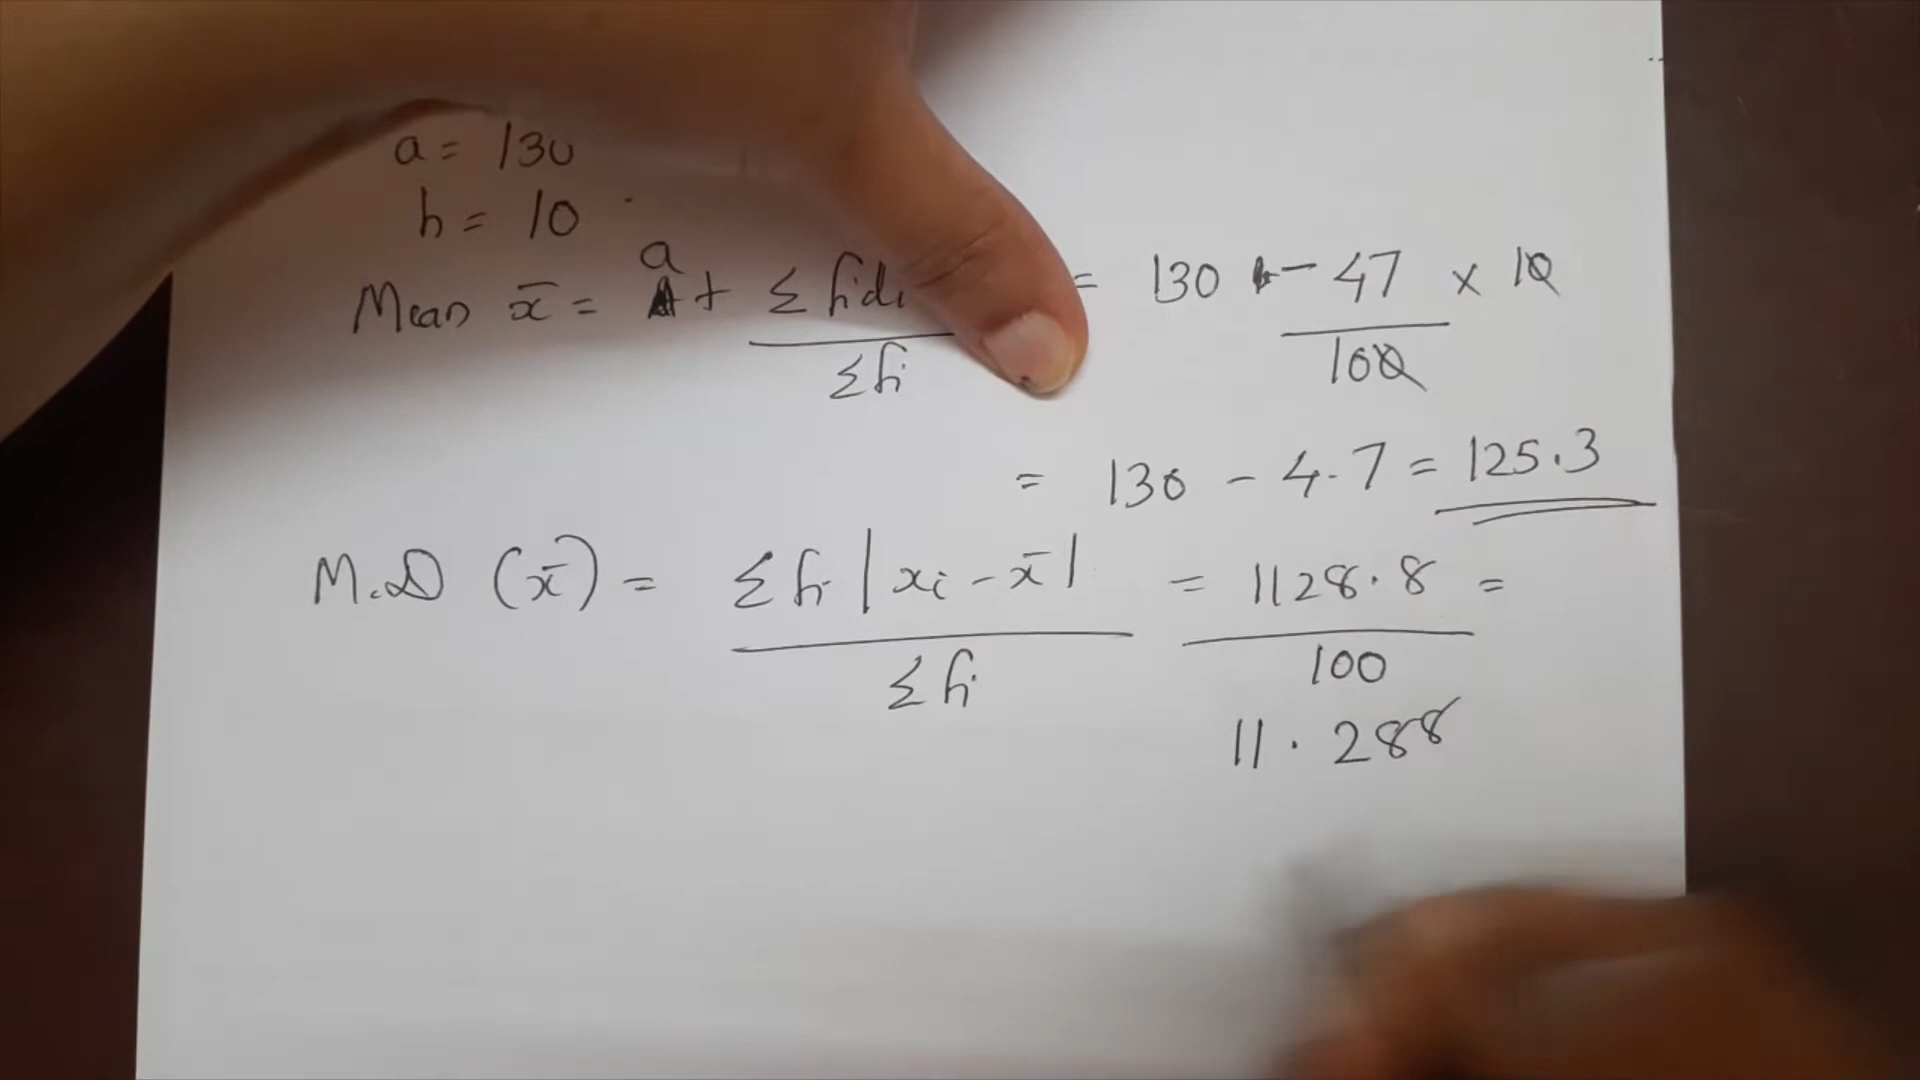 a = 130
h = 10
Mean x̄ = a + Σfidi / Σfi = 130 - 47 / 100 x 10
= 130 - 4.7 = 125.3
M.D (x̄) = Σfi |xi - x̄| / Σfi = 1128.8 / 100 =
11.288